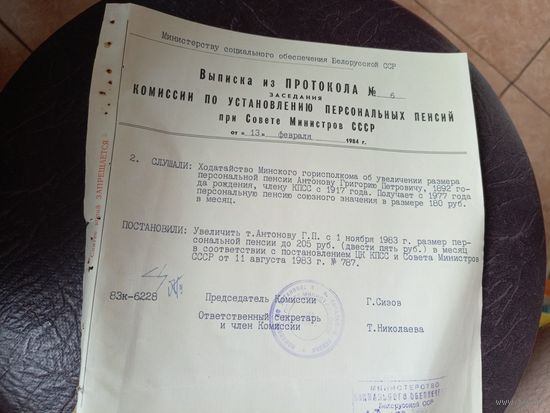 Министерству социального обеспечения Белорусской ССР
Выписка из ПРОТОКОЛА № 6
ЗАСЕДАНИЯ
КОМИССИИ ПО УСТАНОВЛЕНИЮ ПЕРСОНАЛЬНЫХ ПЕНСИЙ
при Совете Министров СССР
от « 13 » февраля 1984 г.
2. СЛУШАЛИ: Ходатайство Минского горисполкома об увеличении размера
персональной пенсии Антонову Григорию Петровичу, 1892 го-
да рождения, члену КПСС с 1917 года. Получает с 1977 года
персональную пенсию союзного значения в размере 180 руб.
в месяц.
ПОСТАНОВИЛИ: Увеличить т.Антонову Г.П. с 1 ноября 1983 г. размер пер-
сональной пенсии до 205 руб. (двести пять руб.) в месяц
в соответствии с постановлением ЦК КПСС и Совета Министров
СССР от 11 августа 1983 г. № 787.
83к-6228
Председатель Комиссии Г.Сизов
Ответственный секретарь
и член Комиссии Т.Николаева
МИНИСТЕРСТВО
СОЦИАЛЬНОГО ОБЕСПЕЧЕ
Белорусской ССР
ЗАПРЕЩАЕТСЯ